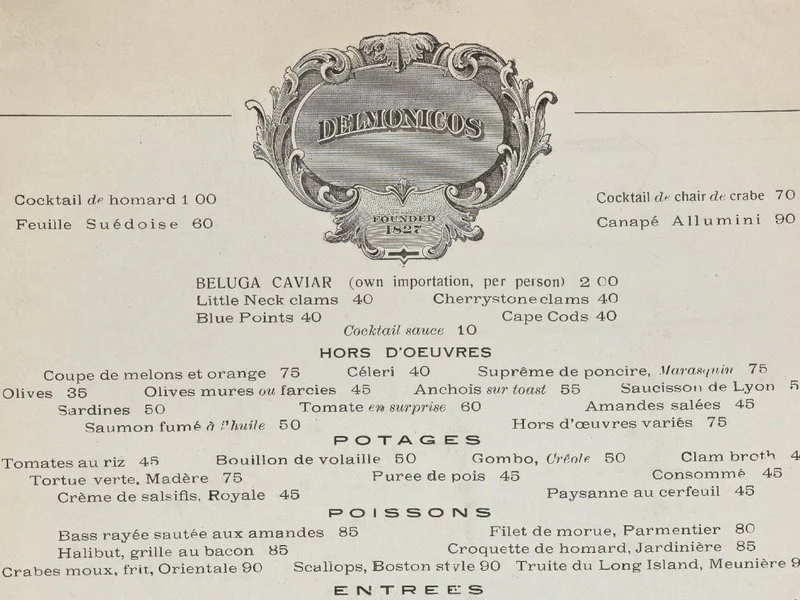 DELMONICOS
FOUNDED
1827
Cocktail de homard 1 00 Cocktail de chair de crabe 70
Feuille Suédoise 60 Canapé Allumini 90
BELUGA CAVIAR (own importation, per person) 2 00
Little Neck clams 40 Cherrystone clams 40
Blue Points 40 Cape Cods 40
Cocktail sauce 10
HORS D'OEUVRES
Coupe de melons et orange 75 Céleri 40 Suprême de poncire, Marasquin 75
Olives 35 Olives mures ou farcies 45 Anchois sur toast 55 Saucisson de Lyon 5
Sardines 50 Tomate en surprise 60 Amandes salées 45
Saumon fumé à l'huile 50 Hors d'œuvres variés 75
POTAGES
Tomates au riz 45 Bouillon de volaille 50 Gombo, Créole 50 Clam broth 4
Tortue verte, Madère 75 Puree de pois 45 Consommé 45
Crème de salsifis, Royale 45 Paysanne au cerfeuil 45
POISSONS
Bass rayée sautée aux amandes 85 Filet de morue, Parmentier 80
Halibut, grille au bacon 85 Croquette de homard, Jardinière 85
Crabes moux, frit, Orientale 90 Scallops, Boston style 90 Truite du Long Island, Meunière 9
ENTREES